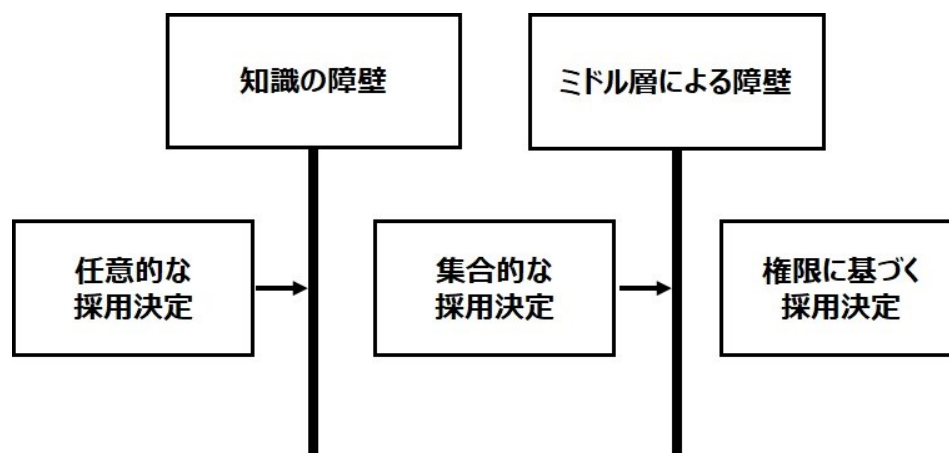 知識の障壁
ミドル層による障壁
任意的な
採用決定
集合的な
採用決定
権限に基づく
採用決定